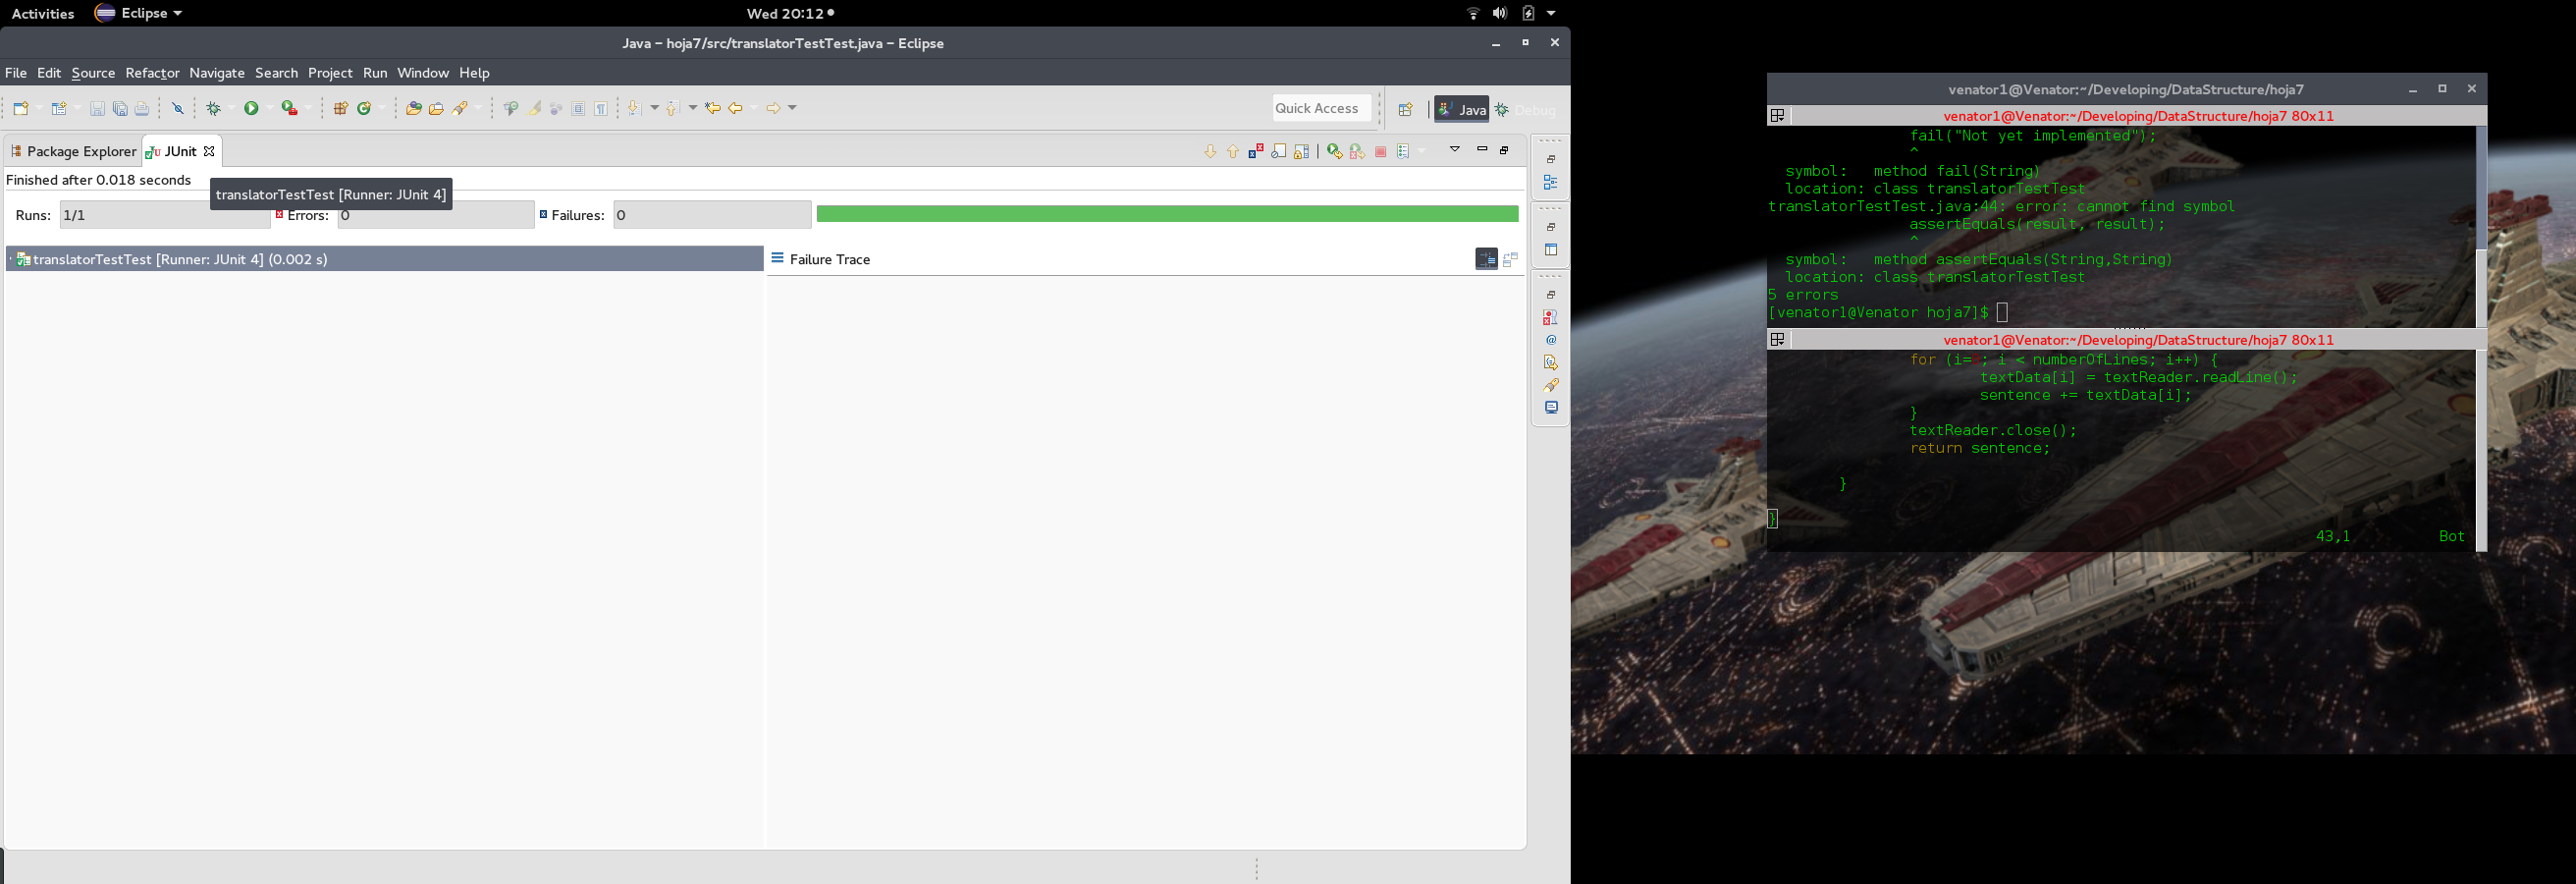 Activities Eclipse Wed 20:12
Java – hoja7/src/translatorTestTest.java – Eclipse
File Edit Source Refactor Navigate Search Project Run Window Help
Quick Access Java Debug
Package Explorer JUnit
Finished after 0.018 seconds
translatorTestTest [Runner: JUnit 4]
Runs: 1/1 Errors: 0 Failures: 0
translatorTestTest [Runner: JUnit 4] (0.002 s)
Failure Trace
venator1@Venator:~/Developing/DataStructure/hoja7
venator1@Venator:~/Developing/DataStructure/hoja7 80x11
fail("Not yet implemented");
^
symbol: method fail(String)
location: class translatorTestTest
translatorTestTest.java:44: error: cannot find symbol
assertEquals(result, result);
^
symbol: method assertEquals(String,String)
location: class translatorTestTest
5 errors
[venator1@Venator hoja7]$
venator1@Venator:~/Developing/DataStructure/hoja7 80x11
for (i=0; i < numberOfLines; i++) {
textData[i] = textReader.readLine();
sentence += textData[i];
}
textReader.close();
return sentence;
}
}
43,1 Bot